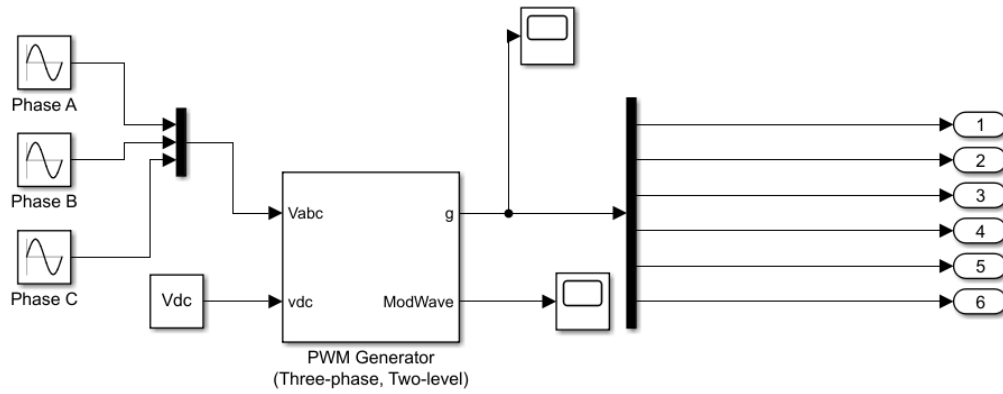 Phase A
Phase B
Phase C
Vdc
Vabc
vdc
g
ModWave
PWM Generator
(Three-phase, Two-level)
1
2
3
4
5
6